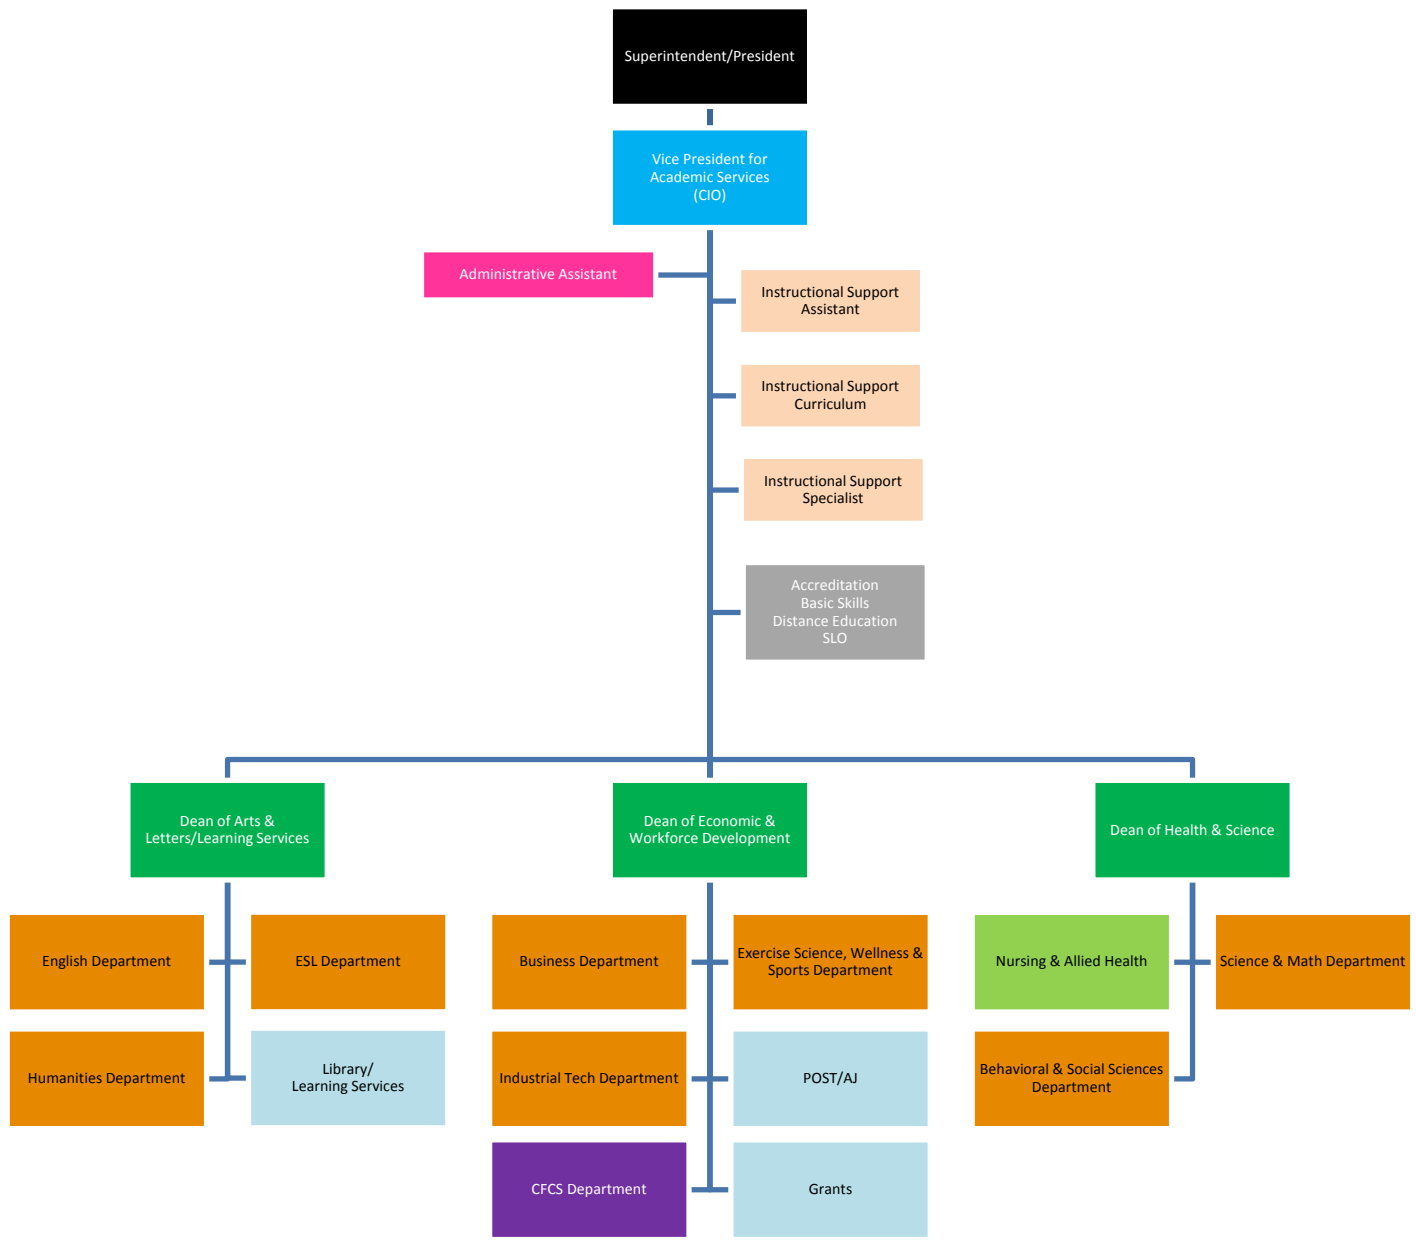 Superintendent/President
Vice President for
Academic Services
(CIO)
Administrative Assistant
Instructional Support
Assistant
Instructional Support
Curriculum
Instructional Support
Specialist
Accreditation
Basic Skills
Distance Education
SLO
Dean of Arts &
Letters/Learning Services
Dean of Economic &
Workforce Development
Dean of Health & Science
English Department
ESL Department
Business Department
Exercise Science, Wellness &
Sports Department
Nursing & Allied Health
Science & Math Department
Humanities Department
Library/
Learning Services
Industrial Tech Department
POST/AJ
Behavioral & Social Sciences
Department
CFCS Department
Grants